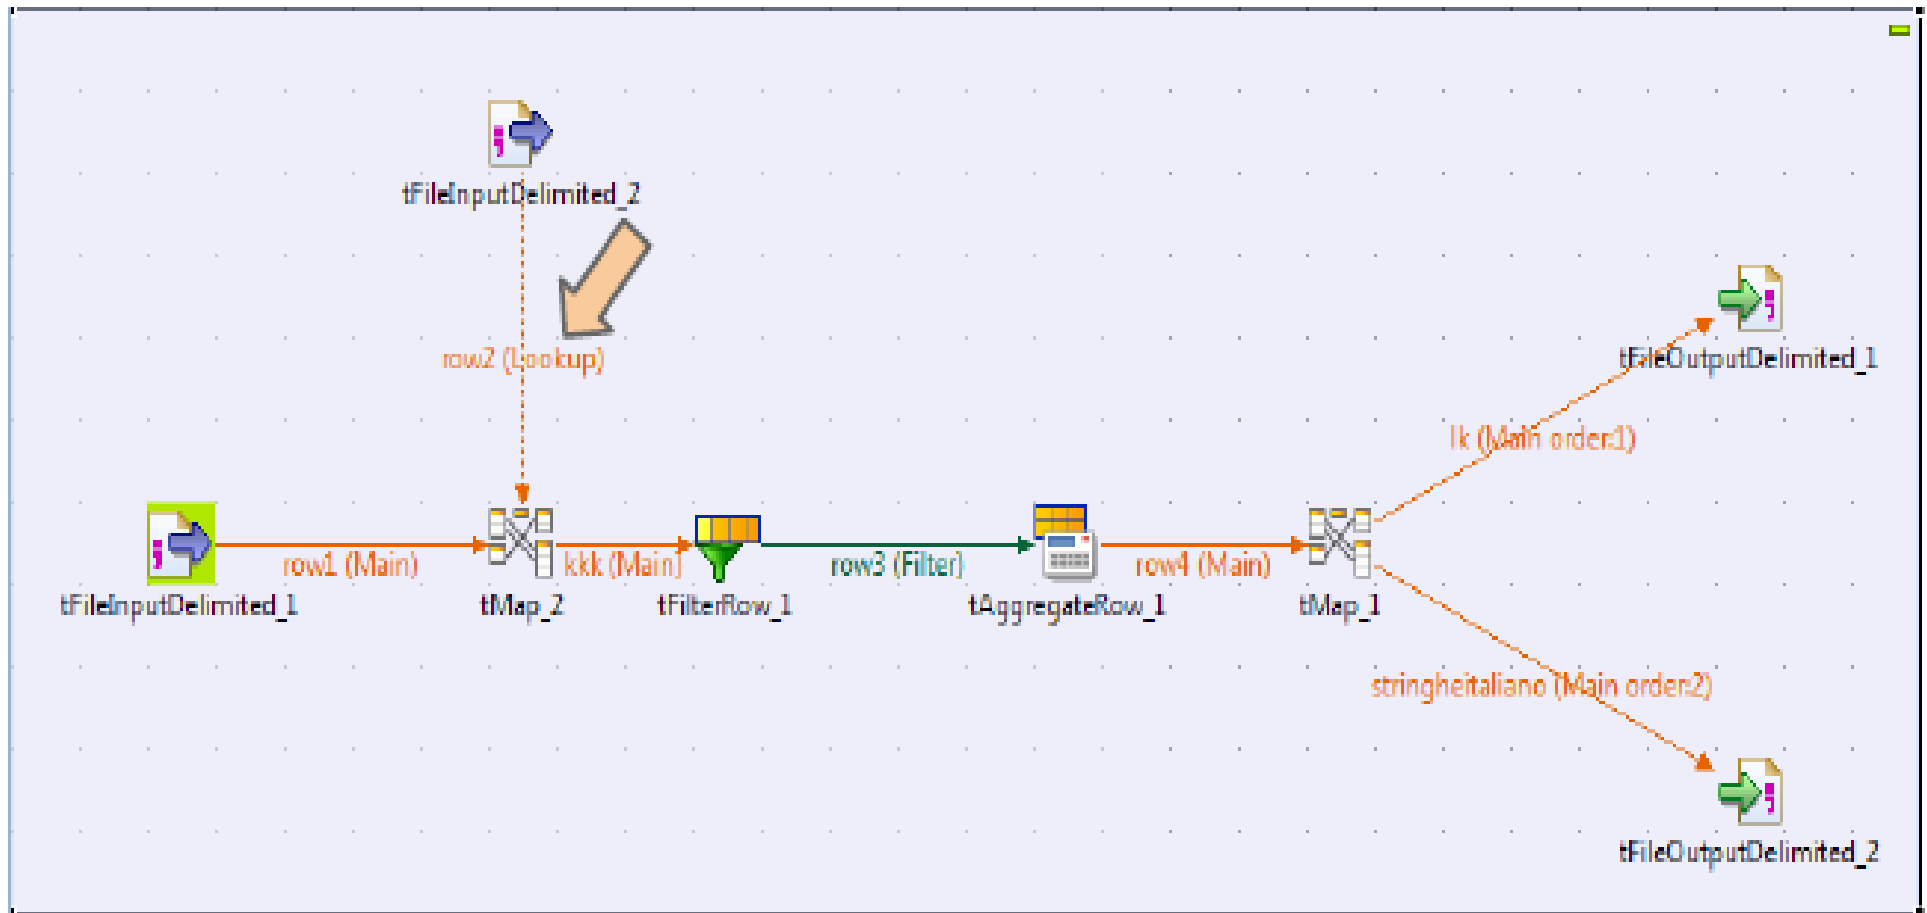 tFileInputDelimited_2
row2 (Lookup)
tFileOutputDelimited_1
lk (Main order:1)
row1 (Main)
kkk (Main)
row3 (Filter)
row4 (Main)
tFileInputDelimited_1
tMap_2
tFilterRow_1
tAggregateRow_1
tMap_1
stringheitaliano (Main order:2)
tFileOutputDelimited_2